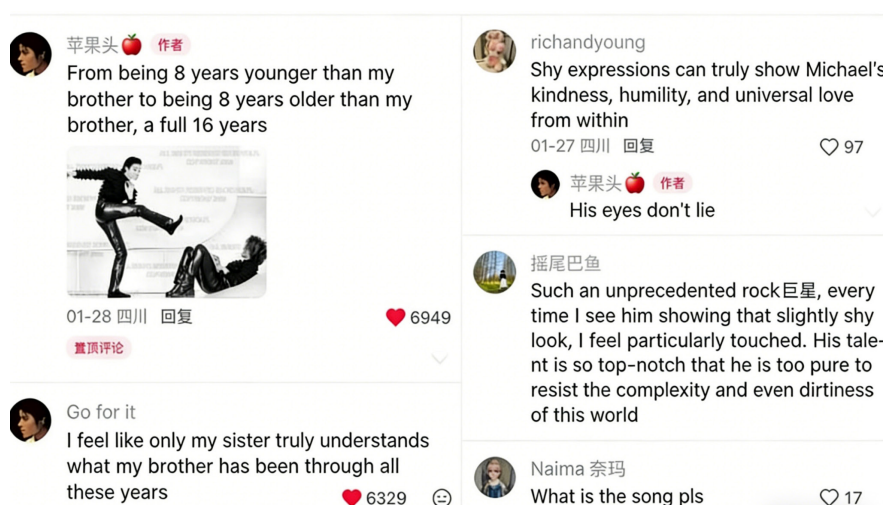 苹果头🍎 作者
From being 8 years younger than my
brother to being 8 years older than my
brother, a full 16 years
01-28 四川 回复
6949
置顶评论
Go for it
I feel like only my sister truly understands
what my brother has been through all
these years
6329
richandyoung
Shy expressions can truly show Michael's
kindness, humility, and universal love
from within
01-27 四川 回复
97
苹果头🍎 作者
His eyes don't lie
摇尾巴鱼
Such an unprecedented rock巨星, every
time I see him showing that slightly shy
look, I feel particularly touched. His tale-
nt is so top-notch that he is too pure to
resist the complexity and even dirtiness
of this world
Naima 奈玛
What is the song pls
17